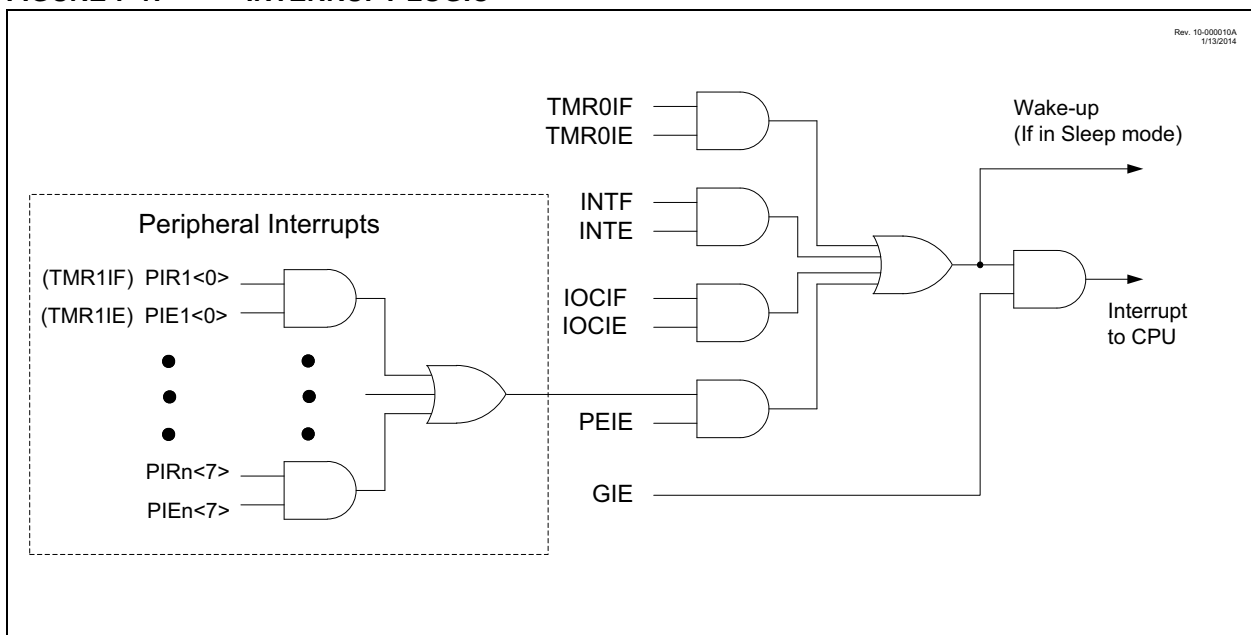 Rev. 10-000010A
1/13/2014
TMR0IF
TMR0IE
Wake-up
(If in Sleep mode)
Peripheral Interrupts
INTF
INTE
(TMR1IF) PIR1<0>
(TMR1IE) PIE1<0>
IOCIF
IOCIE
Interrupt
to CPU
PEIE
PIRn<7>
PIEn<7>
GIE